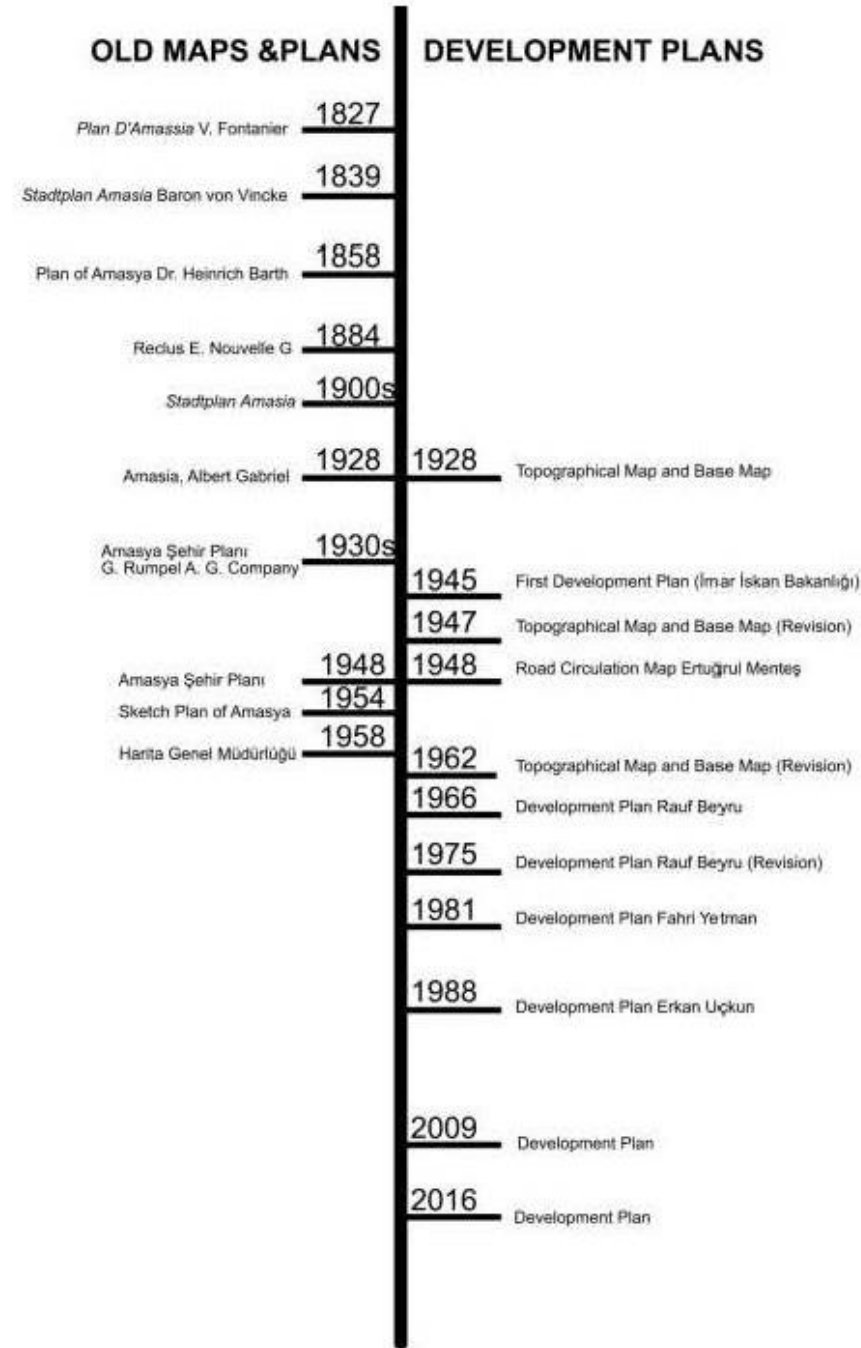 OLD MAPS &PLANS
1827
Plan D'Amassia V. Fontanier
1839
Stadtplan Amasia Baron von Vincke
1858
Plan of Amasya Dr. Heinrich Barth
1884
Reclus E. Nouvelle G
1900s
Stadtplan Amasia
1928
Amasia, Albert Gabriel
1930s
Amasya Şehir Planı
G. Rumpel A. G. Company
1948
Amasya Şehir Planı
1954
Sketch Plan of Amasya
1958
Harita Genel Müdürlüğü
DEVELOPMENT PLANS
1928
Topographical Map and Base Map
1945
First Development Plan (İmar İskan Bakanlığı)
1947
Topographical Map and Base Map (Revision)
1948
Road Circulation Map Ertuğrul Menteş
1962
Topographical Map and Base Map (Revision)
1966
Development Plan Rauf Beyru
1975
Development Plan Rauf Beyru (Revision)
1981
Development Plan Fahri Yetman
1988
Development Plan Erkan Uçkun
2009
Development Plan
2016
Development Plan